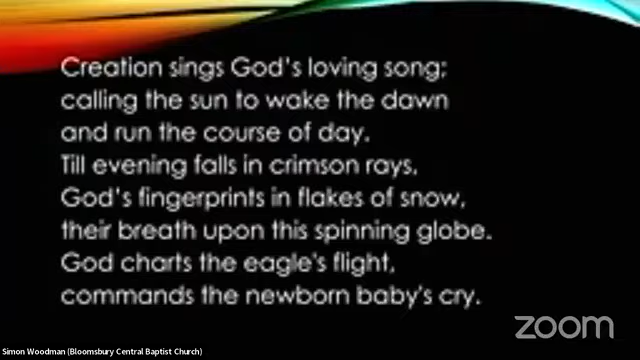 Creation sings God's loving song;
calling the sun to wake the dawn
and run the course of day.
Till evening falls in crimson rays,
God's fingerprints in flakes of snow,
their breath upon this spinning globe.
God charts the eagle's flight,
commands the newborn baby's cry.
zoom
Simon Woodman (Bloomsbury Central Baptist Church)